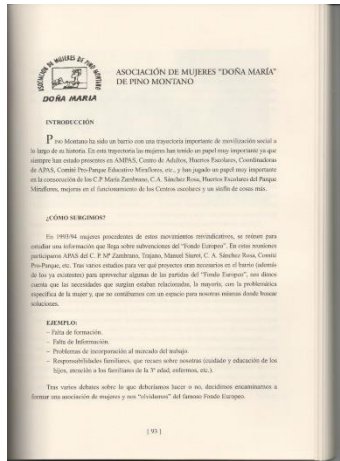 ASOCIACIÓN DE MUJERES DE PINO MONTANO
DOÑA MARIA
ASOCIACIÓN DE MUJERES "DOÑA MARÍA"
DE PINO MONTANO
INTRODUCCIÓN
Pino Montano ha sido un barrio con una trayectoria importante de movilización social a
lo largo de su historia. En esta trayectoria las mujeres han tenido un papel muy importante ya que
siempre han estado presentes en AMPAS, Centro de Adultos, Huertos Escolares, Coordinadoras
de APAS, Comité Pro-Parque Educativo Miraflores, etc., y han jugado un papel muy importante
en la consecución de los C.P. María Zambrano, C.A. Sánchez Rosa, Huertos Escolares del Parque
Miraflores, mejoras en el funcionamiento de los Centros escolares y un sinfín de cosas más.
¿CÓMO SURGIMOS?
En 1993/94 mujeres procedentes de estos movimientos reivindicativos, se reúnen para
estudiar una información que llega sobre subvenciones del "Fondo Europeo". En estas reuniones
participaron APAS del C. P. Mª Zambrano, Trajano, Manuel Siurot, C. A. Sánchez Rosa, Comité
Pro-Parque, etc. Tras varios estudios para ver qué proyectos eran necesarios en el barrio (además
de los ya existentes) para aprovechar algunas de las partidas del "Fondo Europeo", nos dimos
cuenta que las necesidades que surgían estaban relacionadas, la mayoría, con la problemática
específica de la mujer y, que no contábamos con un espacio para nosotras mismas donde buscar
soluciones.
EJEMPLO:
– Falta de formación.
– Falta de Información.
– Problemas de incorporación al mercado del trabajo.
– Responsabilidades familiares, que recaes sobre nosotras (cuidado y educación de los
hijos, atención a los familiares de la 3ª edad, enfermos, etc.).
Tras varios debates sobre lo que deberíamos hacer o no, decidimos encaminarnos a
formar una asociación de mujeres y nos "olvidamos" del famoso Fondo Europeo.
[ 93 ]